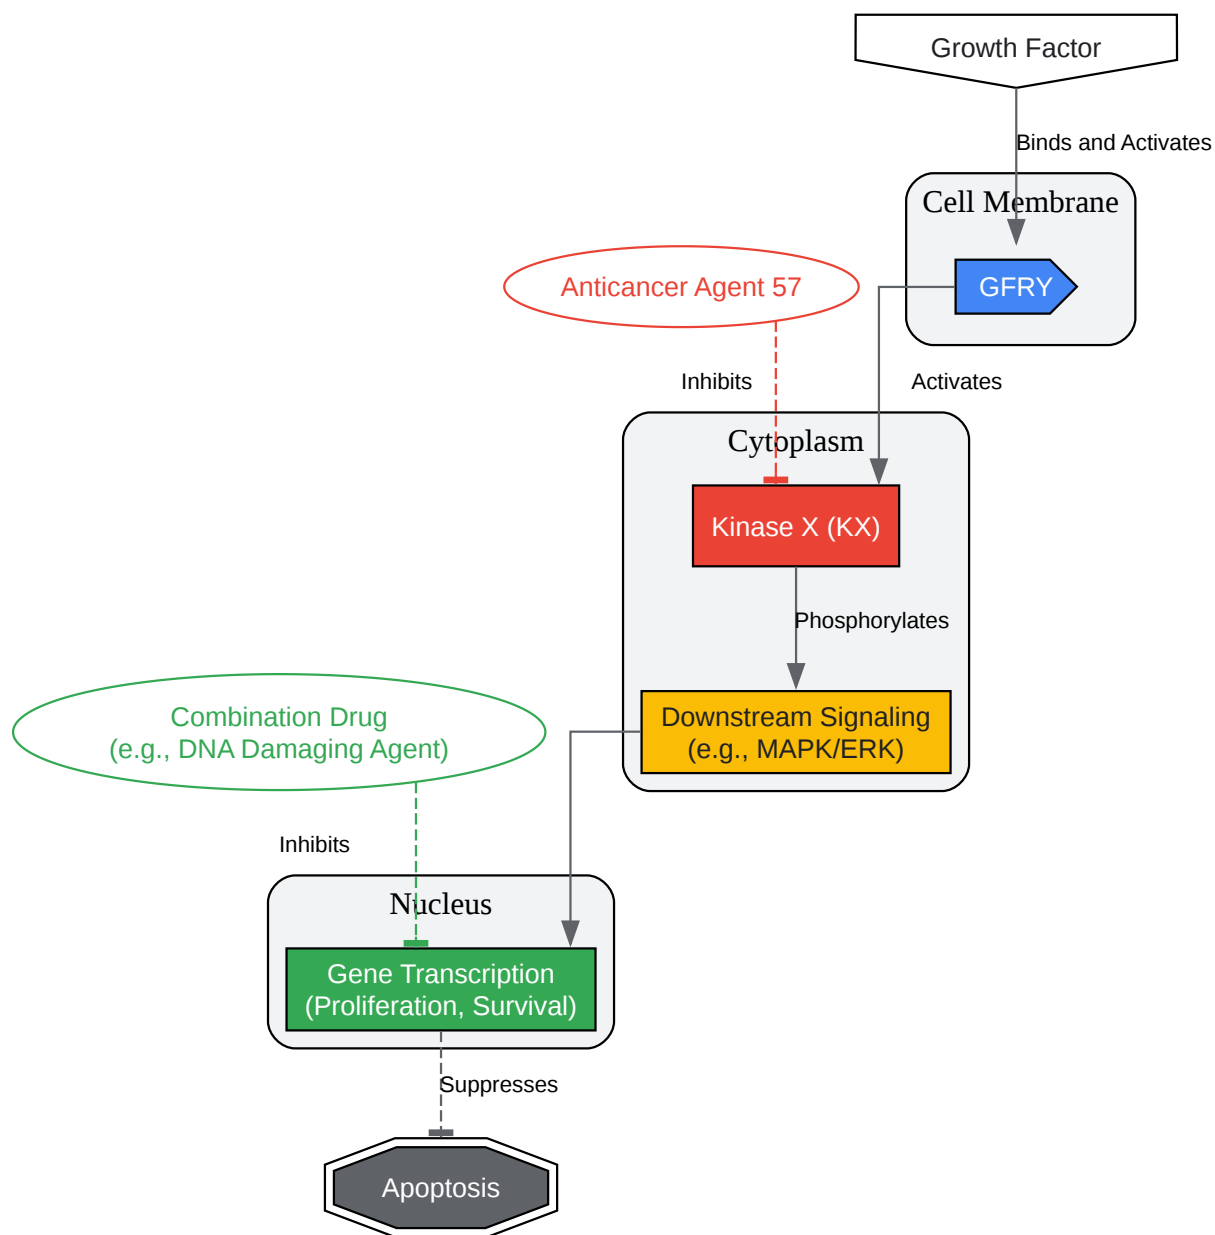 Growth Factor
Binds and Activates
Cell Membrane
Anticancer Agent 57
GFRY
Inhibits
Activates
Cytoplasm
Kinase X (KX)
Phosphorylates
Combination Drug
(e.g., DNA Damaging Agent)
Downstream Signaling
(e.g., MAPK/ERK)
Inhibits
Nucleus
Gene Transcription
(Proliferation, Survival)
Suppresses
Apoptosis